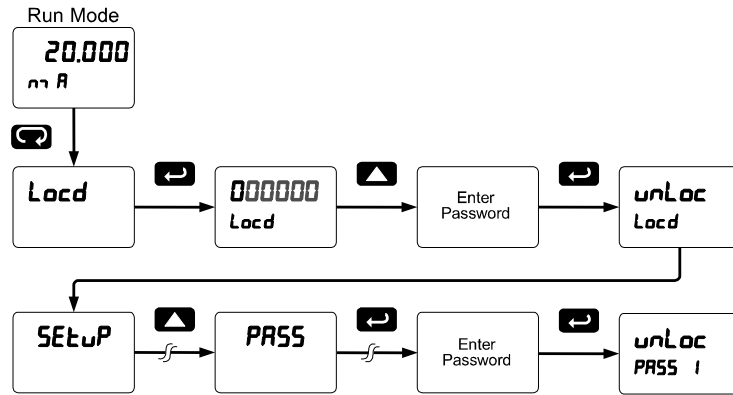 Run Mode
20.000
mA
Locd
000000
Locd
Enter
Password
unLoc
Locd
SEtuP
PASS
Enter
Password
unLoc
PASS 1